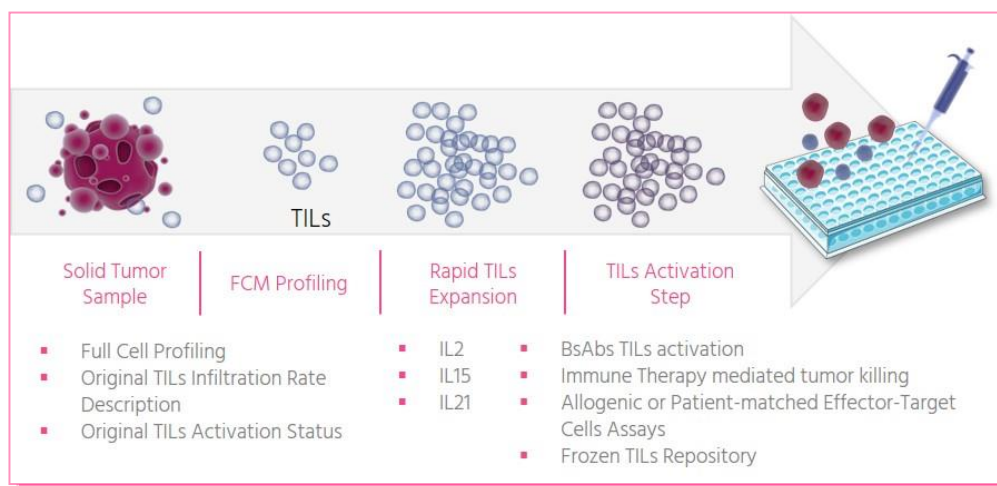 TILs
Solid Tumor
Sample
FCM Profiling
Rapid TILs
Expansion
TILs Activation
Step
▪ Full Cell Profiling
▪ Original TILs Infiltration Rate
Description
▪ Original TILs Activation Status
▪ IL2
▪ IL15
▪ IL21
▪ BsAbs TILs activation
▪ Immune Therapy mediated tumor killing
▪ Allogenic or Patient-matched Effector-Target
Cells Assays
▪ Frozen TILs Repository